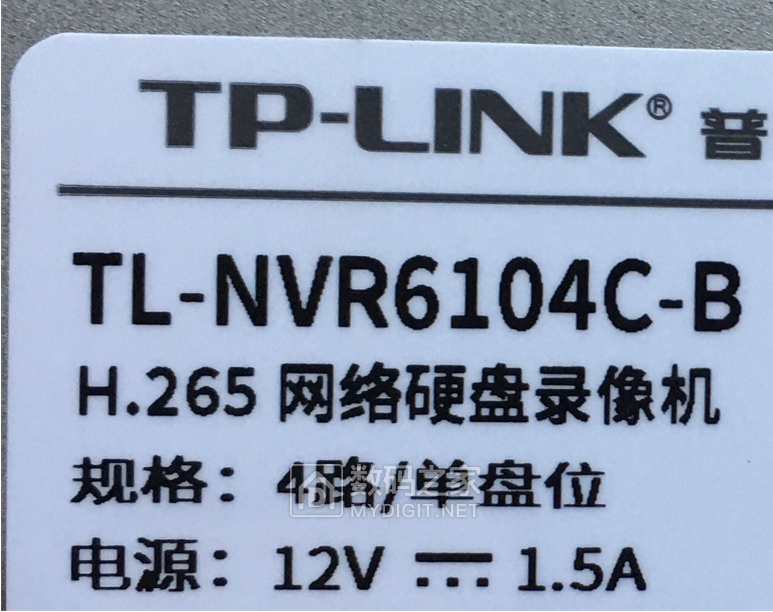 TP-LINK® 普
TL-NVR6104C-B
H.265 网络硬盘录像机
规格：4路/单盘位
数码之家
MYDIGIT.NET
电源：12V ⎓ 1.5A